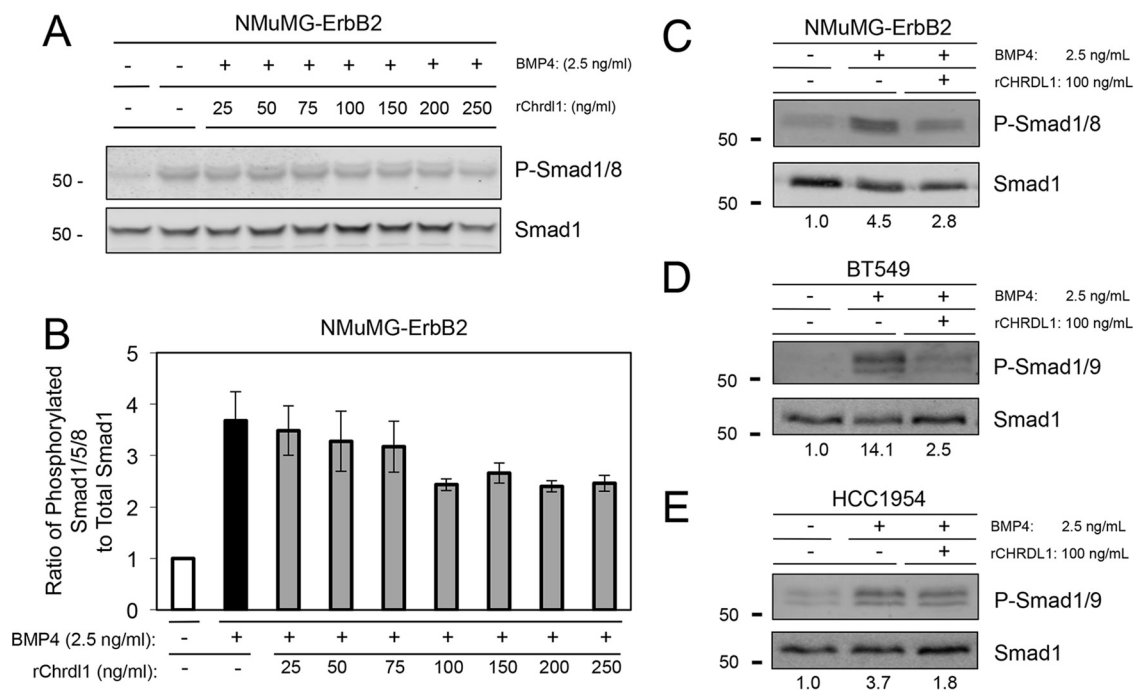 A
NMuMG-ErbB2
- - + + + + + + + BMP4: (2.5 ng/ml)
- - 25 50 75 100 150 200 250 rChrdl1: (ng/ml)
50 - P-Smad1/8
50 - Smad1
B
NMuMG-ErbB2
Ratio of Phosphorylated
Smad1/5/8
to Total Smad1
5
4
3
2
1
0
BMP4 (2.5 ng/ml): - + + + + + + + +
rChrdl1 (ng/ml): - - 25 50 75 100 150 200 250
C
NMuMG-ErbB2
- + + BMP4: 2.5 ng/mL
- - + rCHRDL1: 100 ng/mL
50 - P-Smad1/8
Smad1
50 -
1.0 4.5 2.8
D
BT549
- + + BMP4: 2.5 ng/mL
- - + rCHRDL1: 100 ng/mL
P-Smad1/9
50 -
Smad1
50 -
1.0 14.1 2.5
E
HCC1954
- + + BMP4: 2.5 ng/mL
- - + rCHRDL1: 100 ng/mL
P-Smad1/9
50 -
Smad1
50 -
1.0 3.7 1.8